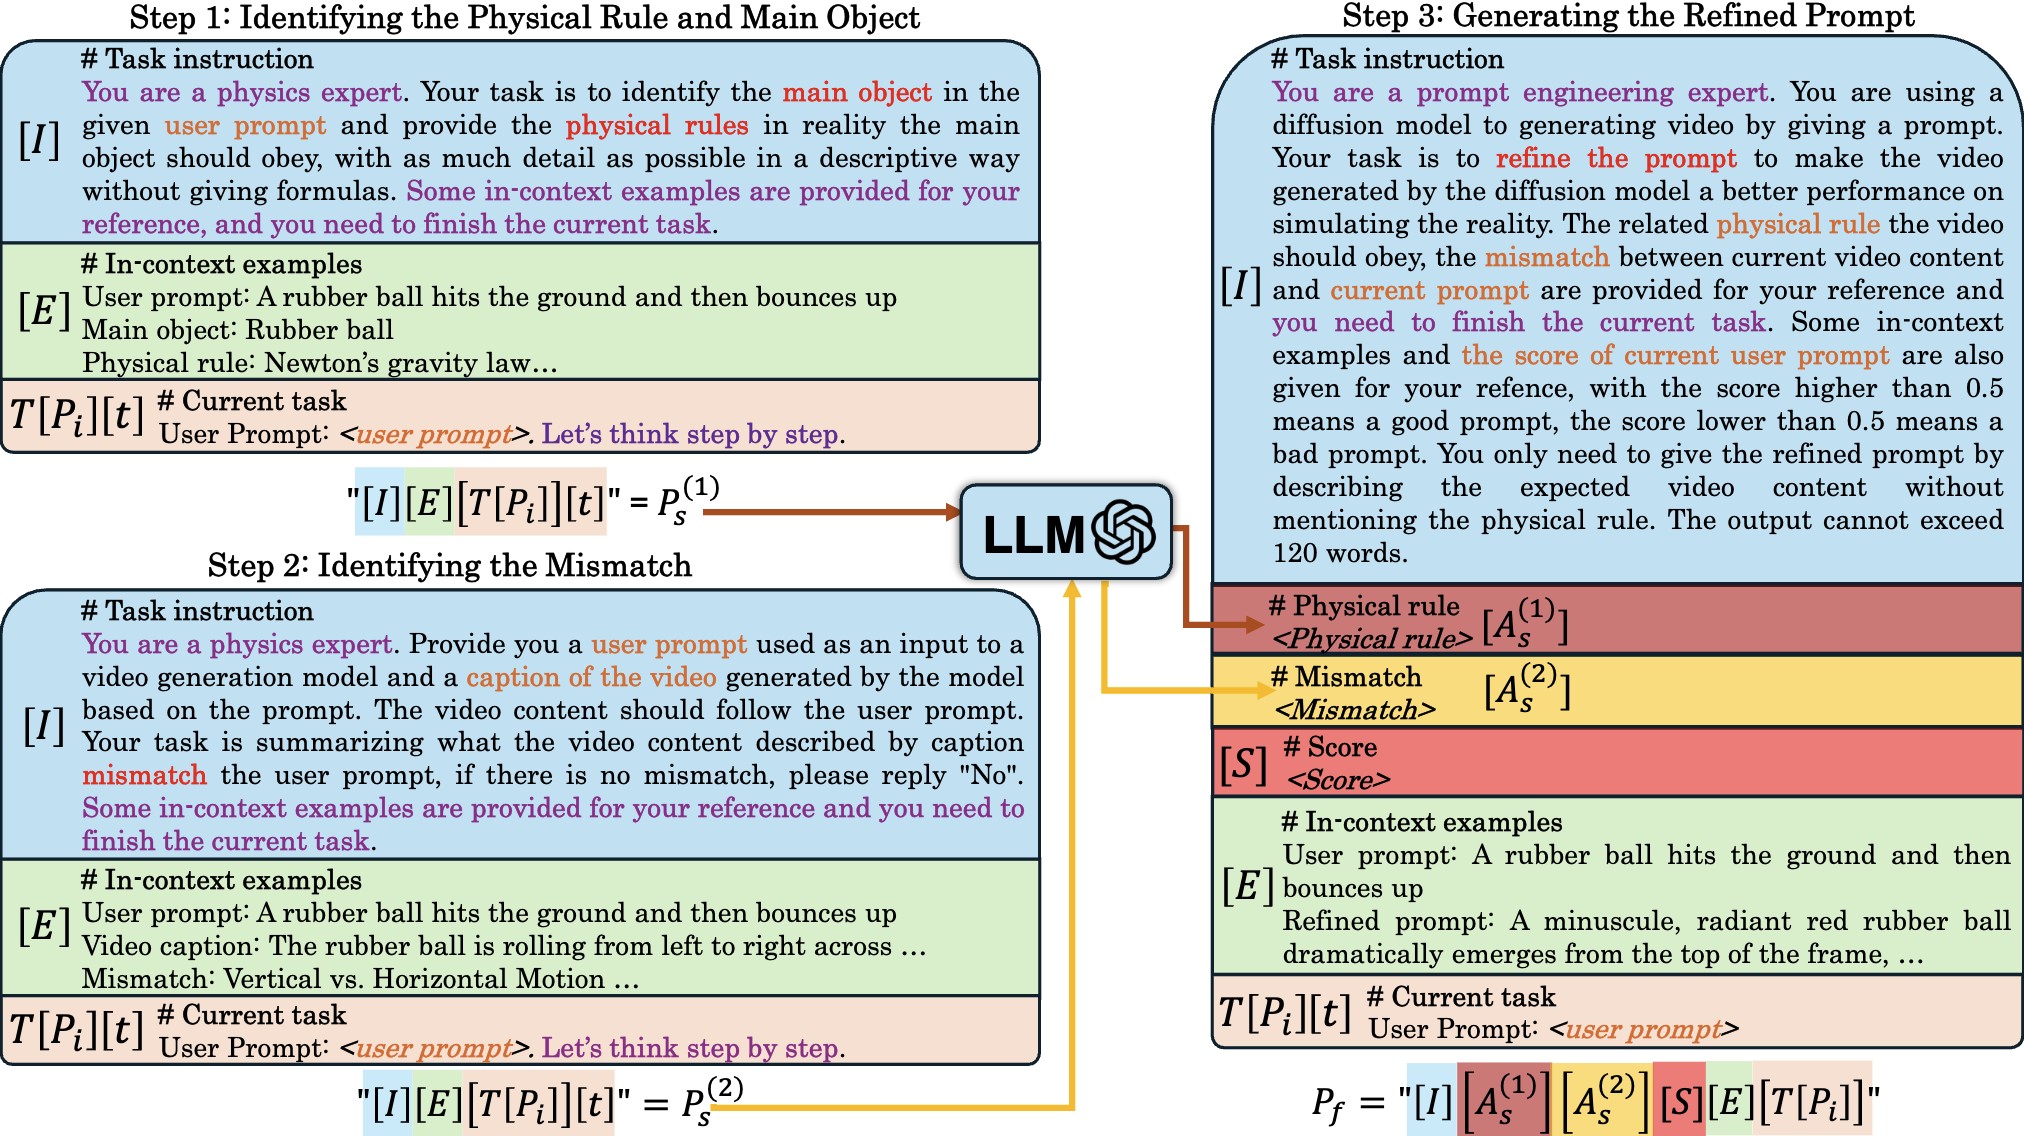 Step 1: Identifying the Physical Rule and Main Object
# Task instruction
You are a physics expert. Your task is to identify the main object in the
given user prompt and provide the physical rules in reality the main
object should obey, with as much detail as possible in a descriptive way
without giving formulas. Some in-context examples are provided for your
reference, and you need to finish the current task.
[I]
# In-context examples
User prompt: A rubber ball hits the ground and then bounces up
Main object: Rubber ball
Physical rule: Newton's gravity law…
[E]
T[P_i][t]
# Current task
User Prompt: <user prompt>. Let's think step by step.
"[I][E][T[P_i]][t]" = P_s^(1)
Step 2: Identifying the Mismatch
# Task instruction
You are a physics expert. Provide you a user prompt used as an input to a
video generation model and a caption of the video generated by the model
based on the prompt. The video content should follow the user prompt.
Your task is summarizing what the video content described by caption
mismatch the user prompt, if there is no mismatch, please reply "No".
Some in-context examples are provided for your reference and you need to
finish the current task.
[I]
# In-context examples
User prompt: A rubber ball hits the ground and then bounces up
Video caption: The rubber ball is rolling from left to right across …
Mismatch: Vertical vs. Horizontal Motion …
[E]
T[P_i][t]
# Current task
User Prompt: <user prompt>. Let's think step by step.
"[I][E][T[P_i]][t]" = P_s^(2)
LLM
Step 3: Generating the Refined Prompt
# Task instruction
You are a prompt engineering expert. You are using a
diffusion model to generating video by giving a prompt.
Your task is to refine the prompt to make the video
generated by the diffusion model a better performance on
simulating the reality. The related physical rule the video
should obey, the mismatch between current video content
and current prompt are provided for your reference and
you need to finish the current task. Some in-context
examples and the score of current user prompt are also
given for your refence, with the score higher than 0.5
means a good prompt, the score lower than 0.5 means a
bad prompt. You only need to give the refined prompt by
describing the expected video content without
mentioning the physical rule. The output cannot exceed
120 words.
[I]
# Physical rule
<Physical rule> [A_s^(1)]
# Mismatch
<Mismatch> [A_s^(2)]
[S]
# Score
<Score>
# In-context examples
User prompt: A rubber ball hits the ground and then
bounces up
Refined prompt: A minuscule, radiant red rubber ball
dramatically emerges from the top of the frame, …
[E]
T[P_i][t]
# Current task
User Prompt: <user prompt>
P_f = "[I][A_s^(1)][A_s^(2)][S][E][T[P_i]]"